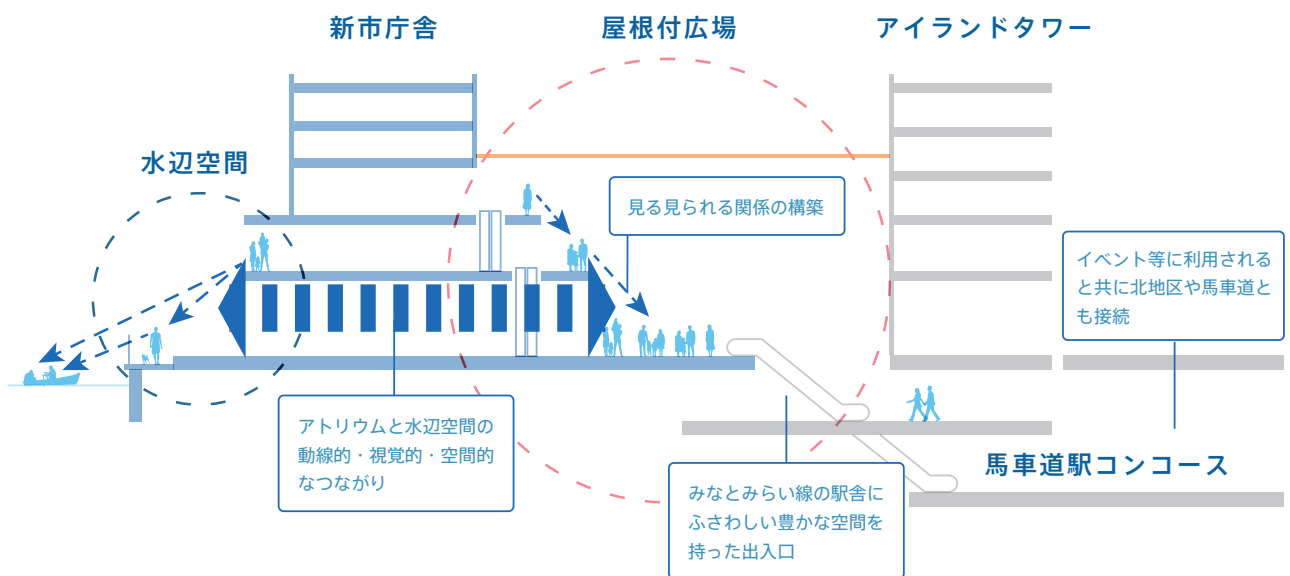 新市庁舎
屋根付広場
アイランドタワー
水辺空間
見る見られる関係の構築
イベント等に利用される
と共に北地区や馬車道と
も接続
アトリウムと水辺空間の
動線的・視覚的・空間的
なつながり
馬車道駅コンコース
みなとみらい線の駅舎に
ふさわしい豊かな空間を
持った出入口